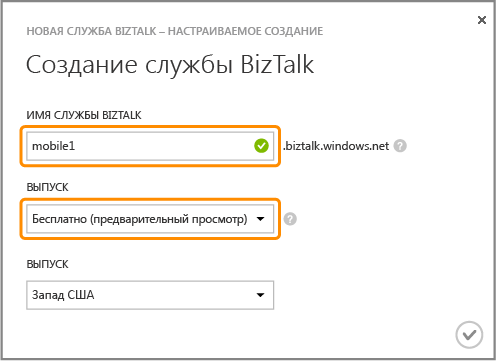 НОВАЯ СЛУЖБА BIZTALK – НАСТРАИВАЕМОЕ СОЗДАНИЕ
Создание службы BizTalk
ИМЯ СЛУЖБЫ BIZTALK
mobile1 .biztalk.windows.net ?
ВЫПУСК
Бесплатно (предварительный просмотр) ?
ВЫПУСК
Запад США